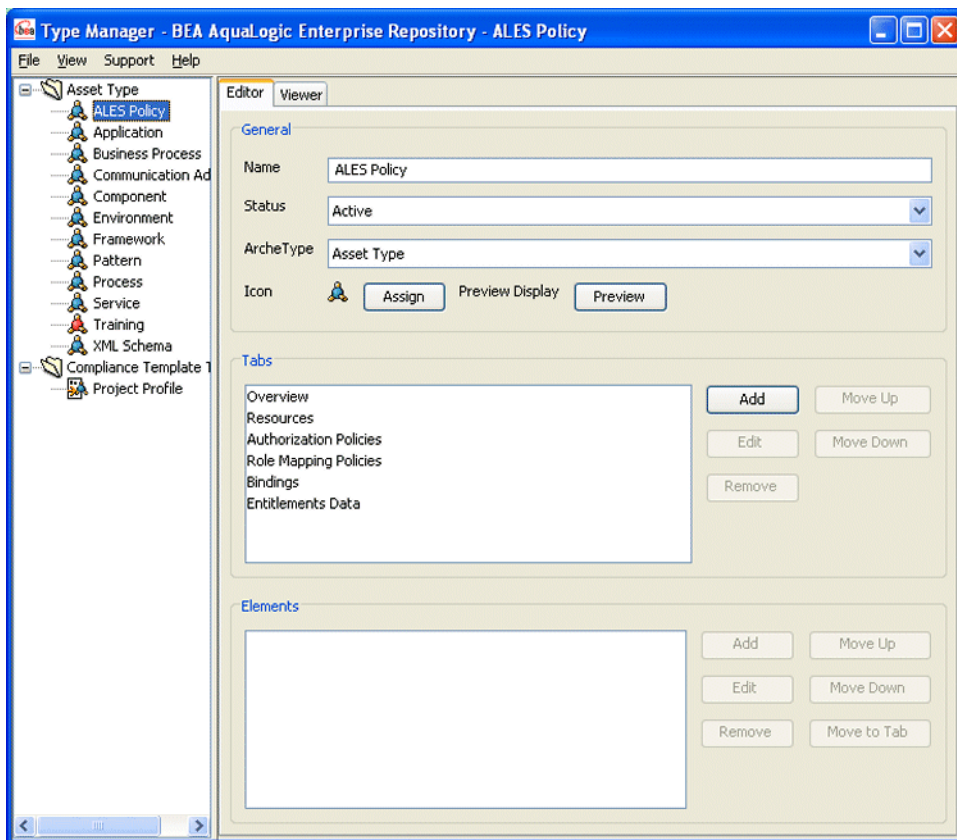 Type Manager - BEA AquaLogic Enterprise Repository - ALES Policy
File View Support Help
Asset Type
ALES Policy
Application
Business Process
Communication Ad
Component
Environment
Framework
Pattern
Process
Service
Training
XML Schema
Compliance Template T
Project Profile
Editor Viewer
General
Name ALES Policy
Status Active
ArcheType Asset Type
Icon Assign Preview Display Preview
Tabs
Overview
Resources
Authorization Policies
Role Mapping Policies
Bindings
Entitlements Data
Add Move Up
Edit Move Down
Remove
Elements
Add Move Up
Edit Move Down
Remove Move to Tab